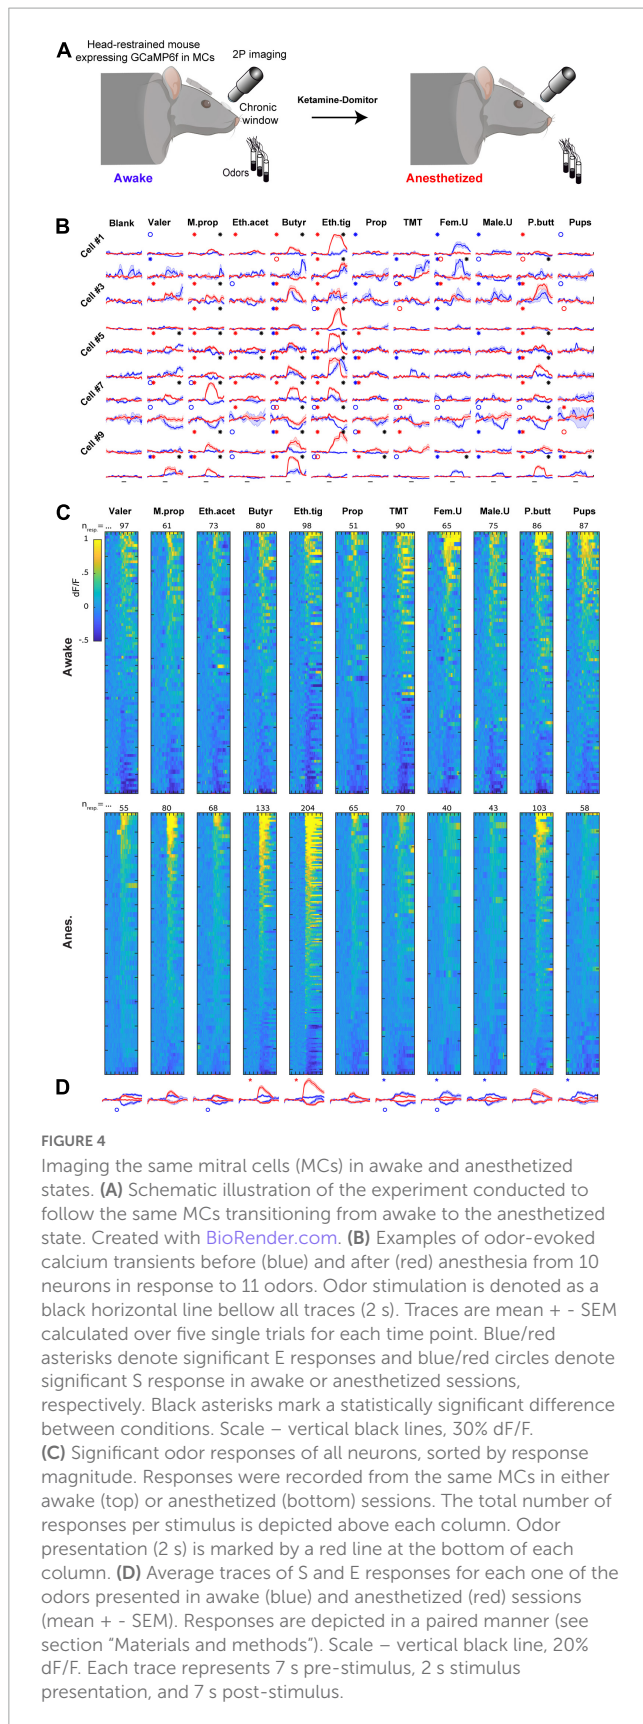 A
Head-restrained mouse
expressing GCaMP6f in MCs
2P imaging
Chronic
window
Ketamine-Domitor
Odors
Awake
Anesthetized
B
Blank Valer M.prop Eth.acet Butyr Eth.tig Prop TMT Fem.U Male.U P.butt Pups
Cell #1
Cell #3
Cell #5
Cell #7
Cell #9
C
Valer M.prop Eth.acet Butyr Eth.tig Prop TMT Fem.U Male.U P.butt Pups
nresp= ... 97 61 73 80 98 51 90 65 75 86 87
1
.5
0
-.5
dF/F
Awake
nresp= ... 55 80 68 133 204 65 70 40 43 103 58
Anes.
D
FIGURE 4
Imaging the same mitral cells (MCs) in awake and anesthetized
states. (A) Schematic illustration of the experiment conducted to
follow the same MCs transitioning from awake to the anesthetized
state. Created with BioRender.com. (B) Examples of odor-evoked
calcium transients before (blue) and after (red) anesthesia from 10
neurons in response to 11 odors. Odor stimulation is denoted as a
black horizontal line bellow all traces (2 s). Traces are mean + - SEM
calculated over five single trials for each time point. Blue/red
asterisks denote significant E responses and blue/red circles denote
significant S response in awake or anesthetized sessions,
respectively. Black asterisks mark a statistically significant difference
between conditions. Scale – vertical black lines, 30% dF/F.
(C) Significant odor responses of all neurons, sorted by response
magnitude. Responses were recorded from the same MCs in either
awake (top) or anesthetized (bottom) sessions. The total number of
responses per stimulus is depicted above each column. Odor
presentation (2 s) is marked by a red line at the bottom of each
column. (D) Average traces of S and E responses for each one of the
odors presented in awake (blue) and anesthetized (red) sessions
(mean + - SEM). Responses are depicted in a paired manner (see
section “Materials and methods”). Scale – vertical black line, 20%
dF/F. Each trace represents 7 s pre-stimulus, 2 s stimulus
presentation, and 7 s post-stimulus.